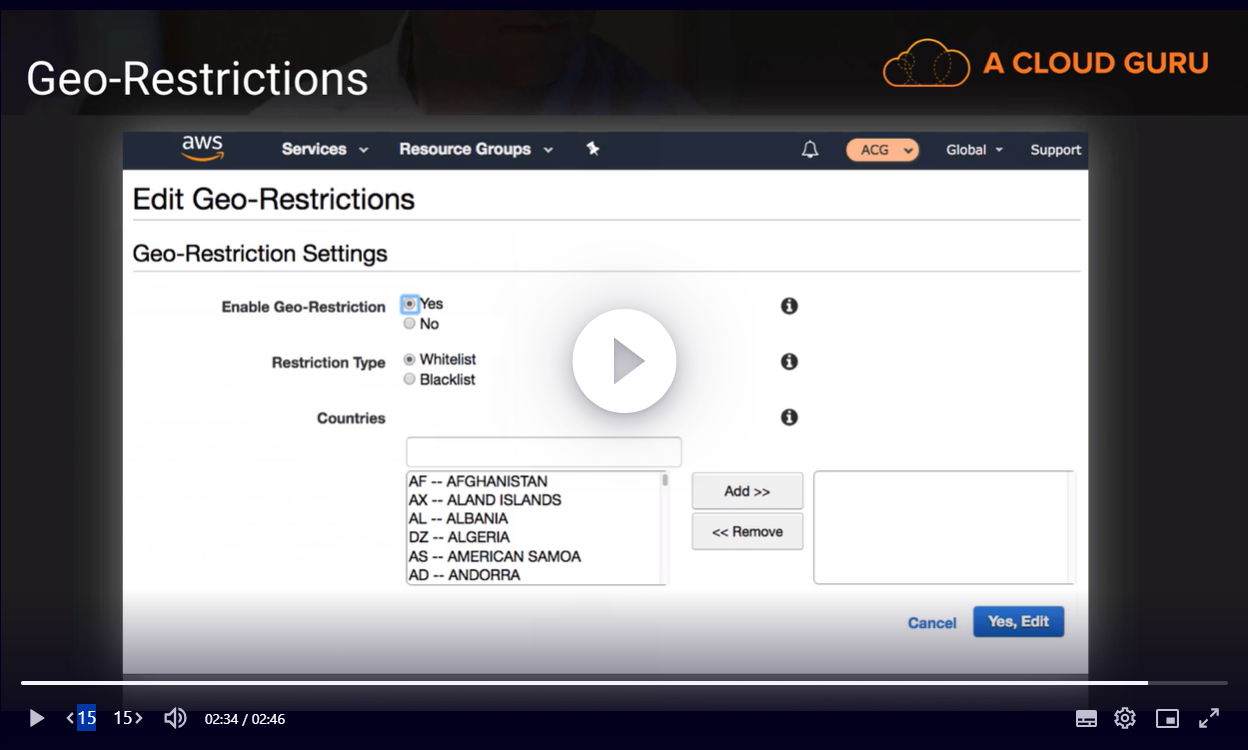 Geo-Restrictions
A CLOUD GURU
aws Services Resource Groups ACG Global Support
Edit Geo-Restrictions
Geo-Restriction Settings
Enable Geo-Restriction Yes
No
Restriction Type Whitelist
Blacklist
Countries
AF -- AFGHANISTAN
AX -- ALAND ISLANDS
AL -- ALBANIA
DZ -- ALGERIA
AS -- AMERICAN SAMOA
AD -- ANDORRA
Add >>
<< Remove
Cancel Yes, Edit
<15 15> 02:34 / 02:46